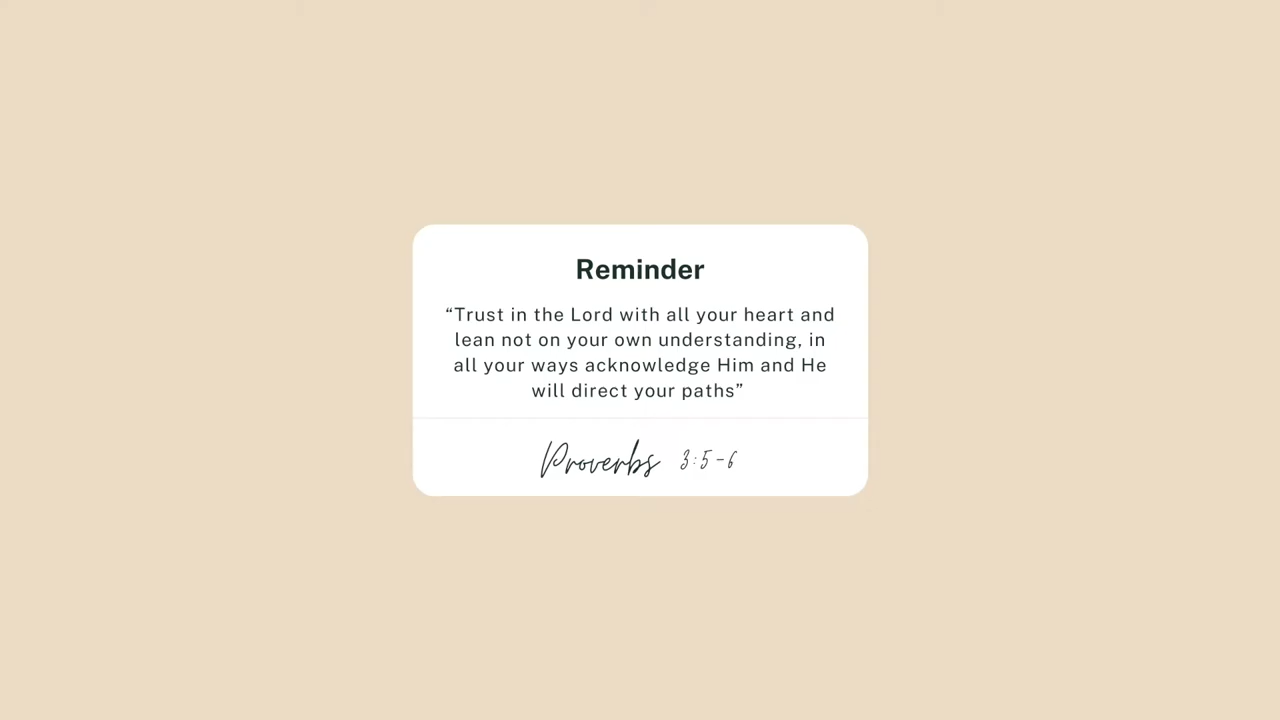 Reminder
“Trust in the Lord with all your heart and
lean not on your own understanding, in
all your ways acknowledge Him and He
will direct your paths”
Proverbs 3:5-6